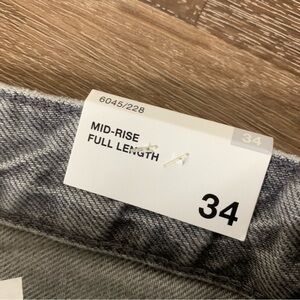 6045/228
34
MID-RISE
FULL LENGTH
34